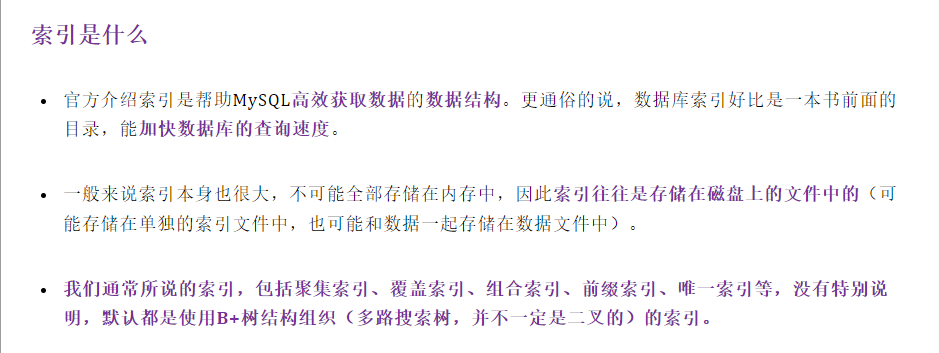 索引是什么
官方介绍索引是帮助MySQL高效获取数据的数据结构。更通俗的说，数据库索引好比是一本书前面的
目录，能加快数据库的查询速度。
一般来说索引本身也很大，不可能全部存储在内存中，因此索引往往是存储在磁盘上的文件中的（可
能存储在单独的索引文件中，也可能和数据一起存储在数据文件中）。
我们通常所说的索引，包括聚集索引、覆盖索引、组合索引、前缀索引、唯一索引等，没有特别说
明，默认都是使用B+树结构组织（多路搜索树，并不一定是二叉的）的索引。